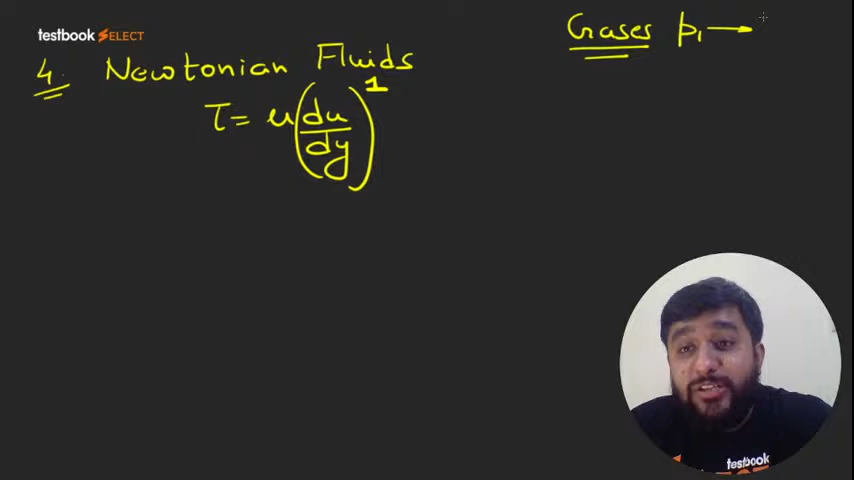 testbook SELECT
4. Newtonian Fluids
τ = μ(du/dy)^1
Gases p₁ →
testbook